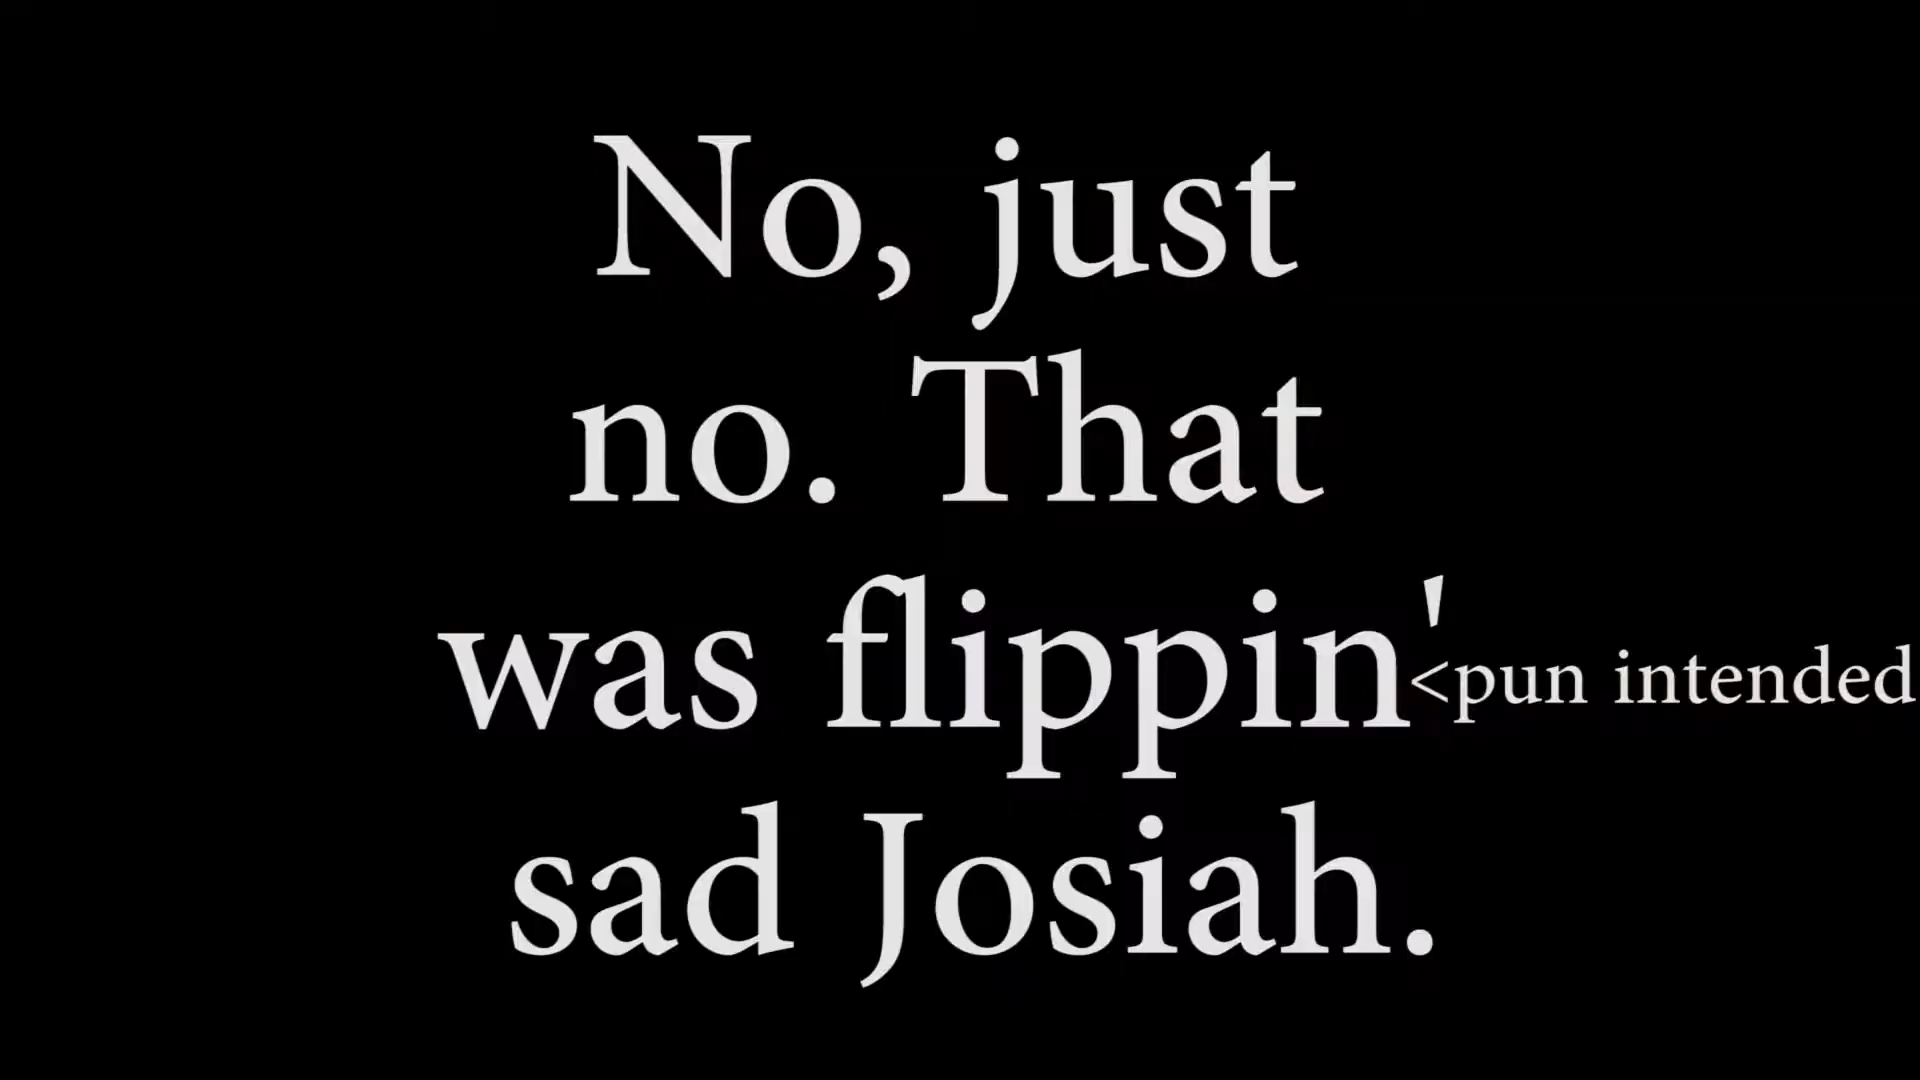 No, just
no. That
was flippin'
<pun intended
sad Josiah.